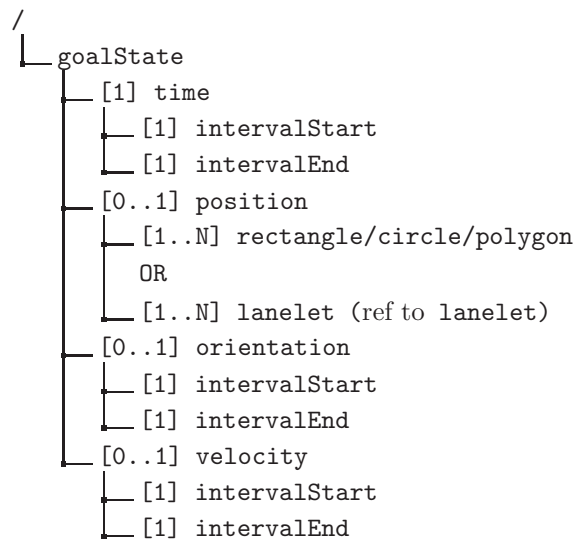 /
goalState
[1] time
[1] intervalStart
[1] intervalEnd
[0..1] position
[1..N] rectangle/circle/polygon
OR
[1..N] lanelet (ref to lanelet)
[0..1] orientation
[1] intervalStart
[1] intervalEnd
[0..1] velocity
[1] intervalStart
[1] intervalEnd